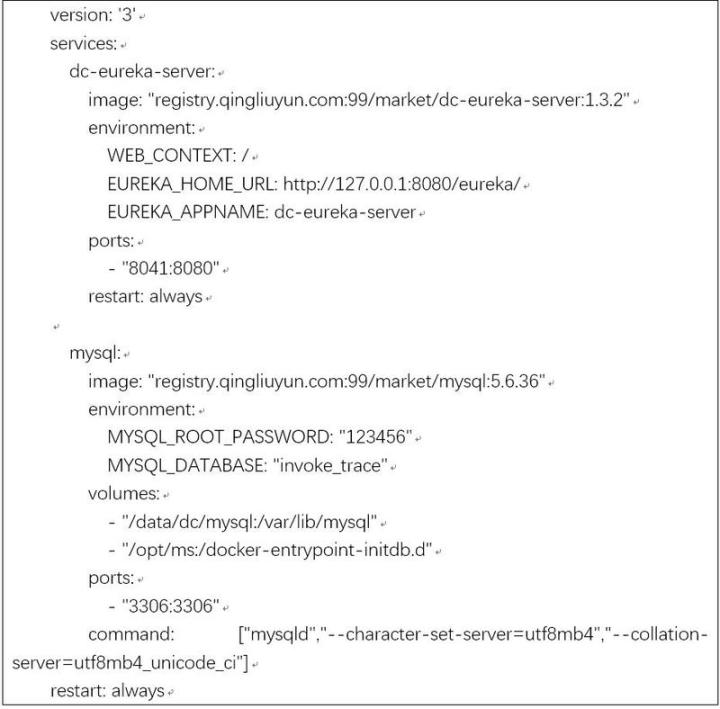 version: '3'
services:
dc-eureka-server:
image: "registry.qingliuyun.com:99/market/dc-eureka-server:1.3.2"
environment:
WEB_CONTEXT: /
EUREKA_HOME_URL: http://127.0.0.1:8080/eureka/
EUREKA_APPNAME: dc-eureka-server
ports:
- "8041:8080"
restart: always
mysql:
image: "registry.qingliuyun.com:99/market/mysql:5.6.36"
environment:
MYSQL_ROOT_PASSWORD: "123456"
MYSQL_DATABASE: "invoke_trace"
volumes:
- "/data/dc/mysql:/var/lib/mysql"
- "/opt/ms:/docker-entrypoint-initdb.d"
ports:
- "3306:3306"
command: ["mysqld","--character-set-server=utf8mb4","--collation-
server=utf8mb4_unicode_ci"]
restart: always